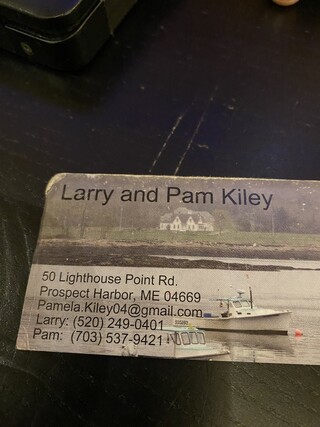 Larry and Pam Kiley
50 Lighthouse Point Rd.
Prospect Harbor, ME 04669
Pamela.Kiley04@gmail.com
Larry: (520) 249-0401
Pam: (703) 537-9421